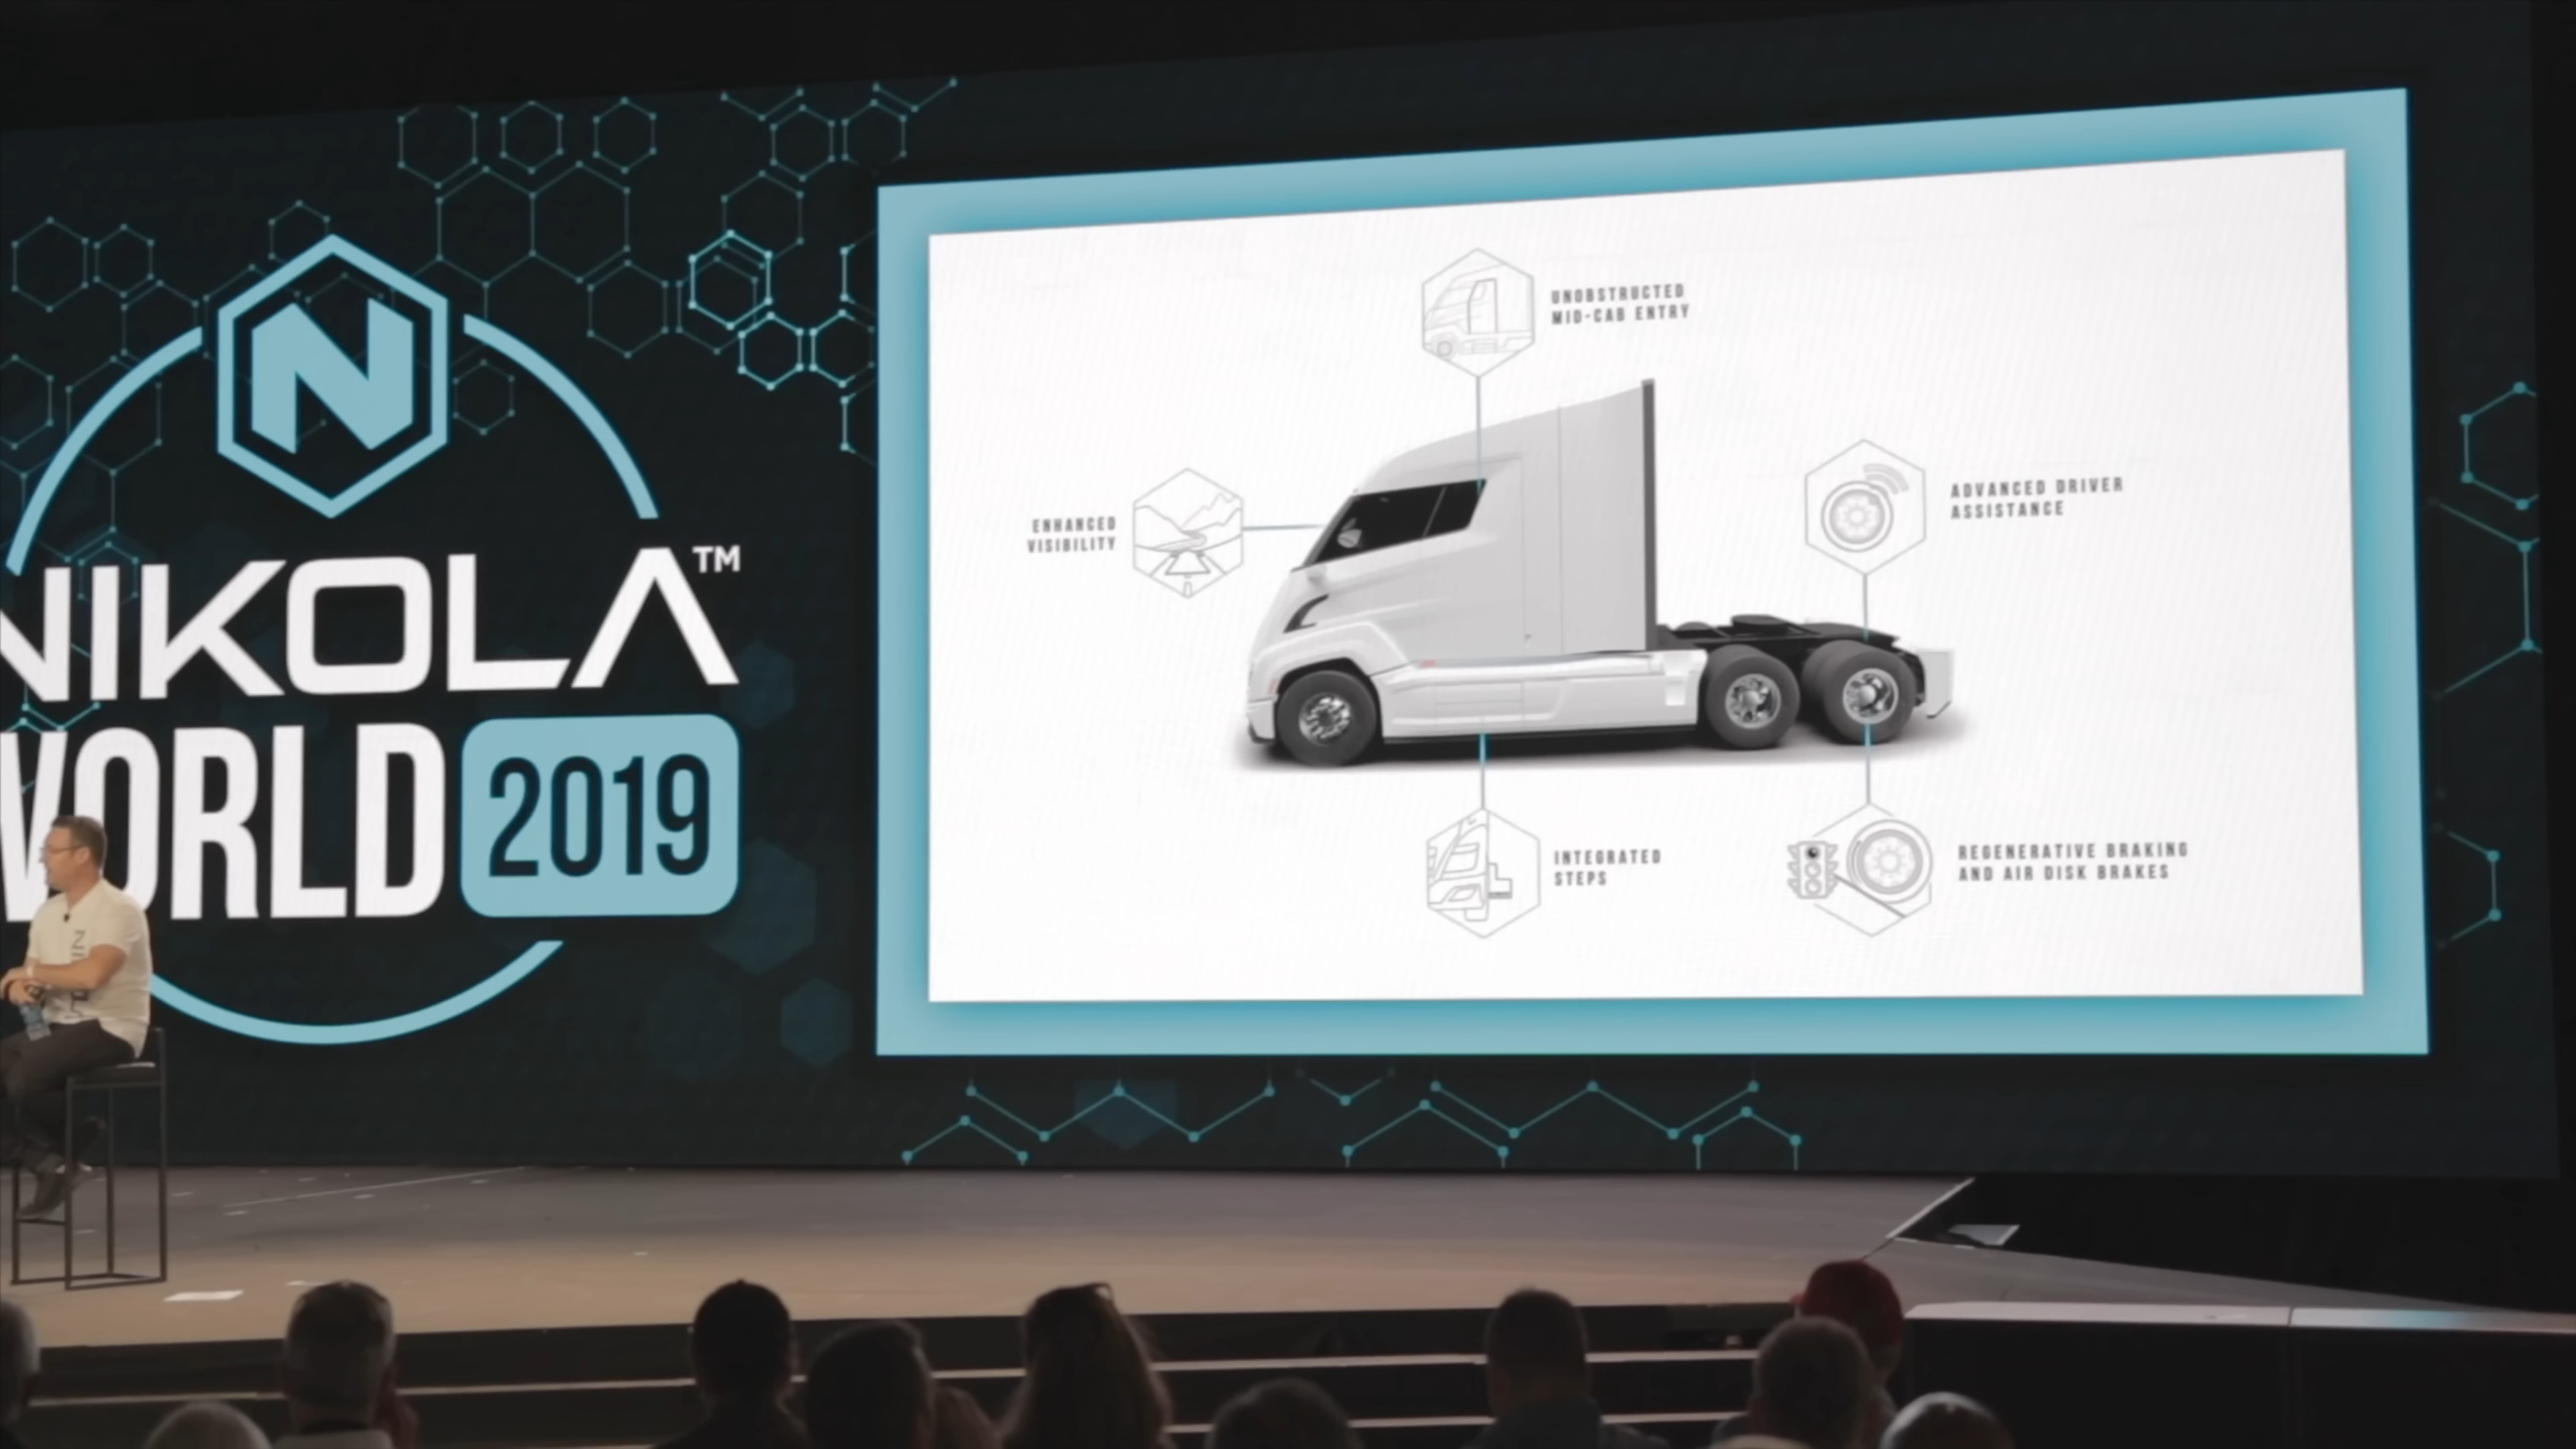 N
NIKOLA™
WORLD 2019
UNOBSTRUCTED
MID-CAB ENTRY
ENHANCED
VISIBILITY
ADVANCED DRIVER
ASSISTANCE
INTEGRATED
STEPS
REGENERATIVE BRAKING
AND AIR DISK BRAKES